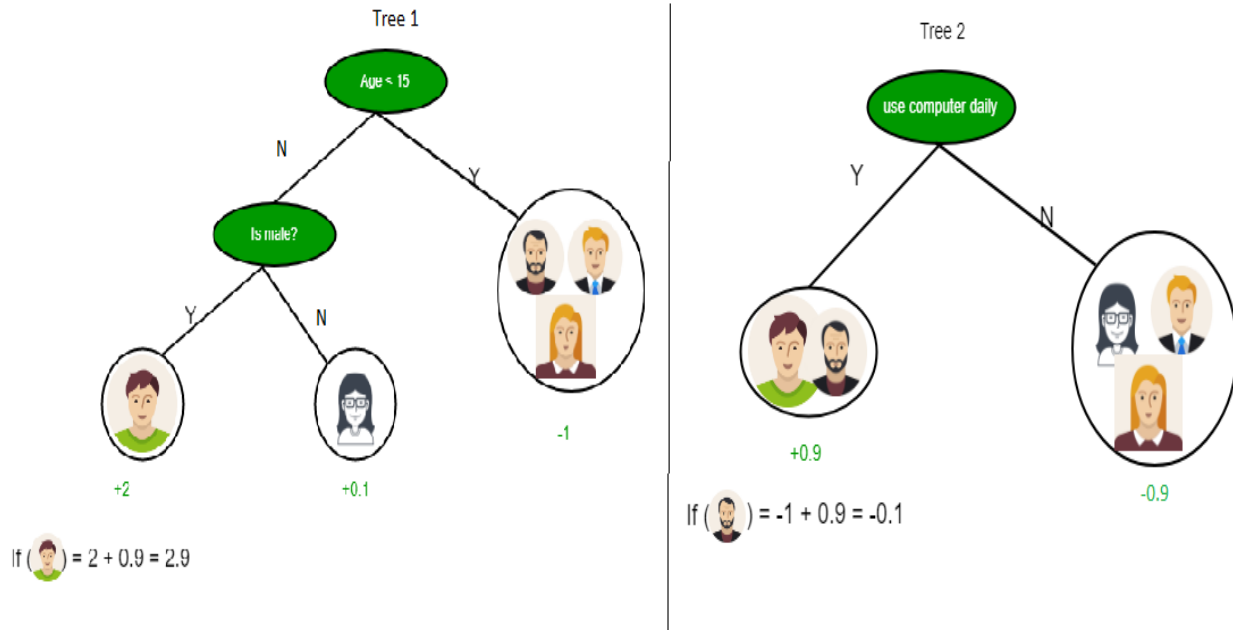 Tree 1
Age < 15
N
Y
Is male?
Y
N
-1
+2
+0.1
If ( ) = 2 + 0.9 = 2.9
Tree 2
use computer daily
Y
N
+0.9
-0.9
If ( ) = -1 + 0.9 = -0.1